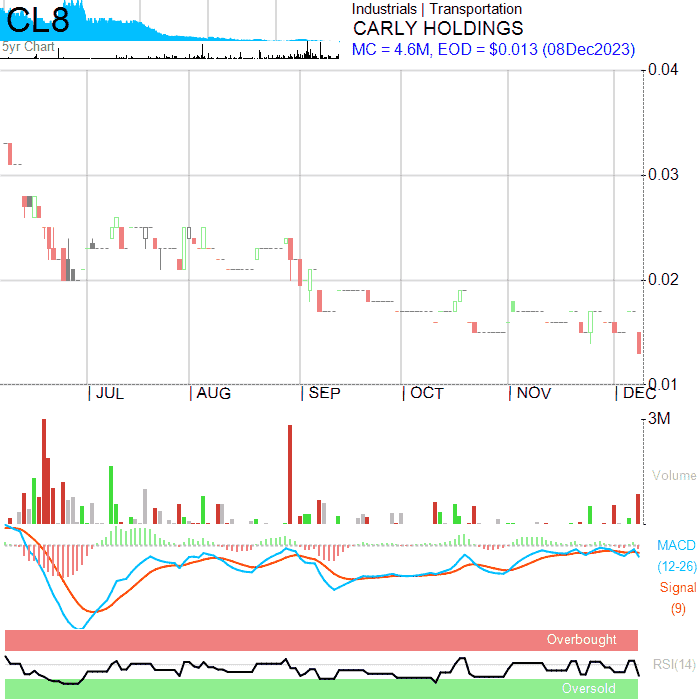 CL8
5yr Chart
Industrials | Transportation
CARLY HOLDINGS
MC = 4.6M, EOD = $0.013 (08Dec2023)
0.04
0.03
0.02
0.01
JUL AUG SEP OCT NOV DEC
3M
Volume
MACD
(12-26)
Signal
(9)
Overbought
RSI(14)
Oversold